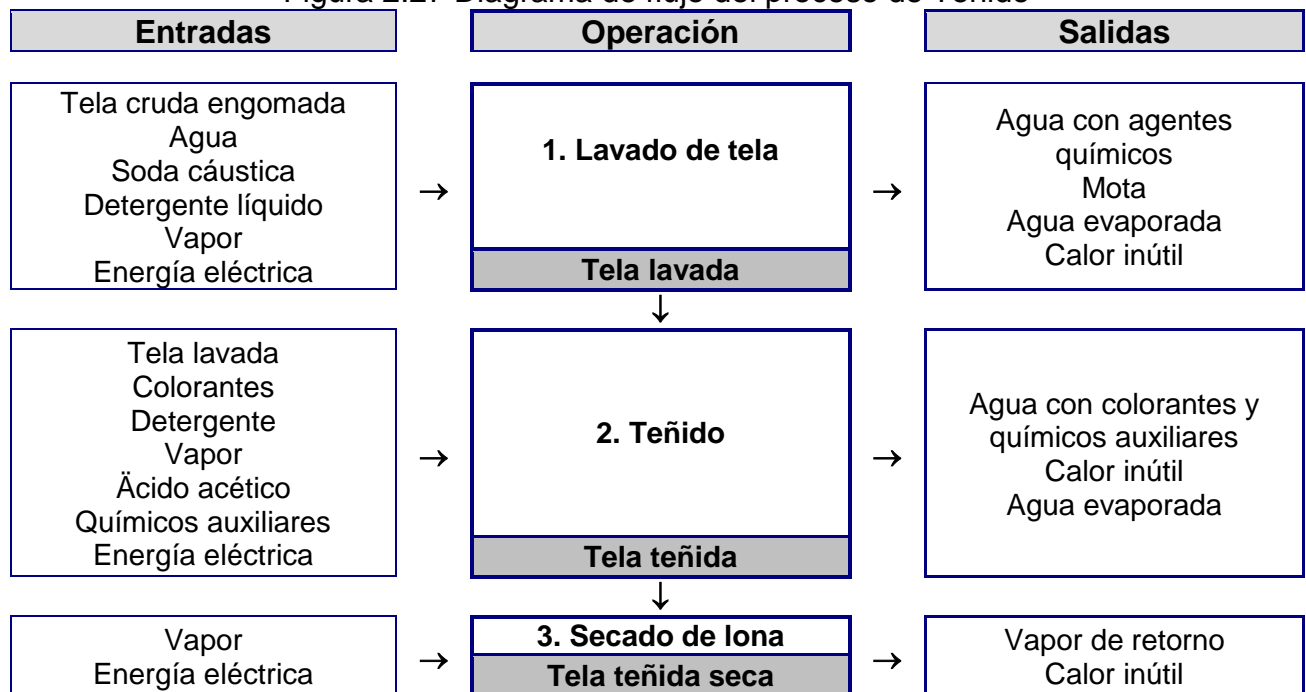 Figura 2.2. Diagrama de flujo del proceso de Teñido
Entradas
Operación
Salidas
Tela cruda engomada
Agua
Soda cáustica
Detergente líquido
Vapor
Energía eléctrica
→
1. Lavado de tela
Tela lavada
→
Agua con agentes
químicos
Mota
Agua evaporada
Calor inútil
↓
Tela lavada
Colorantes
Detergente
Vapor
Äcido acético
Químicos auxiliares
Energía eléctrica
→
2. Teñido
Tela teñida
→
Agua con colorantes y
químicos auxiliares
Calor inútil
Agua evaporada
↓
Vapor
Energía eléctrica
→
3. Secado de lona
Tela teñida seca
→
Vapor de retorno
Calor inútil